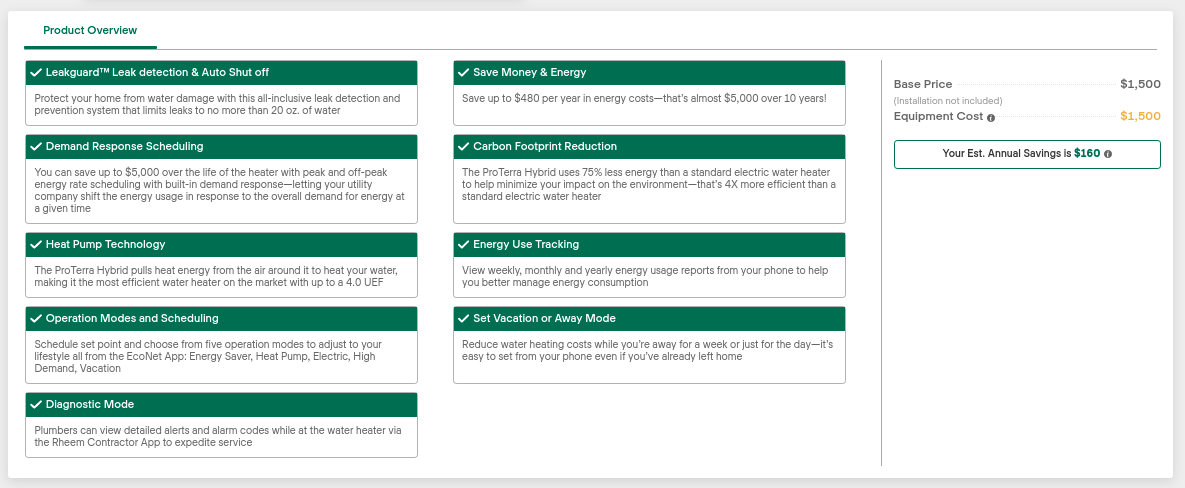 Product Overview
Leakguard™ Leak detection & Auto Shut off
Protect your home from water damage with this all-inclusive leak detection and
prevention system that limits leaks to no more than 20 oz. of water
Save Money & Energy
Save up to $480 per year in energy costs—that's almost $5,000 over 10 years!
Demand Response Scheduling
You can save up to $5,000 over the life of the heater with peak and off-peak
energy rate scheduling with built-in demand response—letting your utility
company shift the energy usage in response to the overall demand for energy at
a given time
Carbon Footprint Reduction
The ProTerra Hybrid uses 75% less energy than a standard electric water heater
to help minimize your impact on the environment—that's 4X more efficient than a
standard electric water heater
Heat Pump Technology
The ProTerra Hybrid pulls heat energy from the air around it to heat your water,
making it the most efficient water heater on the market with up to a 4.0 UEF
Energy Use Tracking
View weekly, monthly and yearly energy usage reports from your phone to help
you better manage energy consumption
Operation Modes and Scheduling
Schedule set point and choose from five operation modes to adjust to your
lifestyle all from the EcoNet App: Energy Saver, Heat Pump, Electric, High
Demand, Vacation
Set Vacation or Away Mode
Reduce water heating costs while you're away for a week or just for the day—it's
easy to set from your phone even if you've already left home
Diagnostic Mode
Plumbers can view detailed alerts and alarm codes while at the water heater via
the Rheem Contractor App to expedite service
Base Price $1,500
(Installation not included)
Equipment Cost $1,500
Your Est. Annual Savings is $160